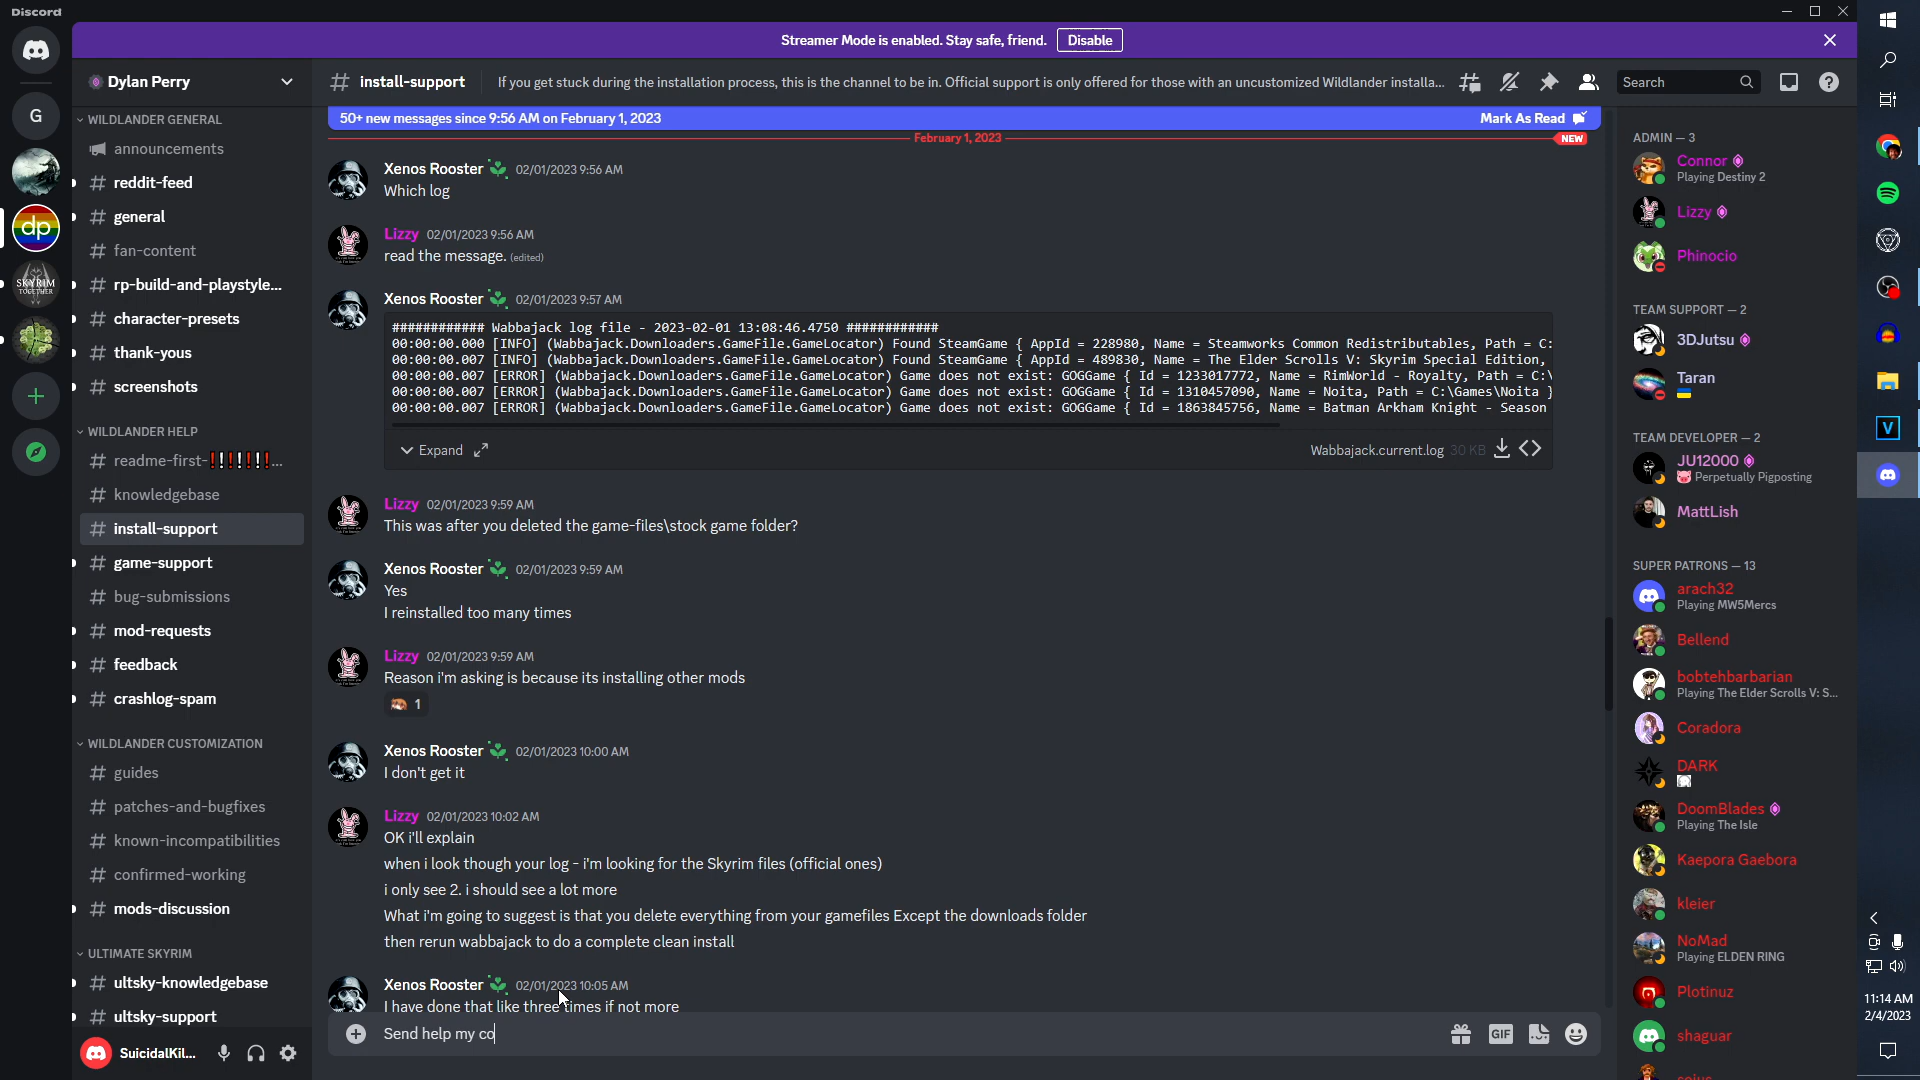 Discord
Streamer Mode is enabled. Stay safe, friend.
Disable
G
dp
SKYRIM
TOGETHER
Dylan Perry
WILDLANDER GENERAL
announcements
reddit-feed
general
fan-content
rp-build-and-playstyle...
character-presets
thank-yous
screenshots
WILDLANDER HELP
readme-first-!!!!!!...
knowledgebase
install-support
game-support
bug-submissions
mod-requests
feedback
crashlog-spam
WILDLANDER CUSTOMIZATION
guides
patches-and-bugfixes
known-incompatibilities
confirmed-working
mods-discussion
ULTIMATE SKYRIM
ultsky-knowledgebase
ultsky-support
SuicidalKil...
install-support
If you get stuck during the installation process, this is the channel to be in. Official support is only offered for those with an uncustomized Wildlander installa...
Search
50+ new messages since 9:56 AM on February 1, 2023
Mark As Read
February 1, 2023
NEW
Xenos Rooster 02/01/2023 9:56 AM
Which log
Lizzy 02/01/2023 9:56 AM
read the message. (edited)
Xenos Rooster 02/01/2023 9:57 AM
############ Wabbajack log file - 2023-02-01 13:08:46.4750 ############
00:00:00.000 [INFO] (Wabbajack.Downloaders.GameFile.GameLocator) Found SteamGame { AppId = 228980, Name = Steamworks Common Redistributables, Path = C:
00:00:00.007 [INFO] (Wabbajack.Downloaders.GameFile.GameLocator) Found SteamGame { AppId = 489830, Name = The Elder Scrolls V: Skyrim Special Edition,
00:00:00.007 [ERROR] (Wabbajack.Downloaders.GameFile.GameLocator) Game does not exist: GOGGame { Id = 1233017772, Name = RimWorld - Royalty, Path = C:\
00:00:00.007 [ERROR] (Wabbajack.Downloaders.GameFile.GameLocator) Game does not exist: GOGGame { Id = 1310457090, Name = Noita, Path = C:\Games\Noita }
00:00:00.007 [ERROR] (Wabbajack.Downloaders.GameFile.GameLocator) Game does not exist: GOGGame { Id = 1863845756, Name = Batman Arkham Knight - Season
Expand
Wabbajack.current.log 30 KB
Lizzy 02/01/2023 9:59 AM
This was after you deleted the game-files\stock game folder?
Xenos Rooster 02/01/2023 9:59 AM
Yes
I reinstalled too many times
Lizzy 02/01/2023 9:59 AM
Reason i'm asking is because its installing other mods
1
Xenos Rooster 02/01/2023 10:00 AM
I don't get it
Lizzy 02/01/2023 10:02 AM
OK i'll explain
when i look though your log - i'm looking for the Skyrim files (official ones)
i only see 2. i should see a lot more
What i'm going to suggest is that you delete everything from your gamefiles Except the downloads folder
then rerun wabbajack to do a complete clean install
Xenos Rooster 02/01/2023 10:05 AM
I have done that like three times if not more
Send help my co
GIF
ADMIN — 3
Connor
Playing Destiny 2
Lizzy
Phinocio
TEAM SUPPORT — 2
3DJutsu
Taran
TEAM DEVELOPER — 2
JU12000
Perpetually Pigposting
MattLish
SUPER PATRONS — 13
arach32
Playing MW5Mercs
Bellend
bobtehbarbarian
Playing The Elder Scrolls V: S...
Coradora
DARK
DoomBlades
Playing The Isle
Kaepora Gaebora
kleier
NoMad
Playing ELDEN RING
Plotinuz
shaguar
V
11:14 AM
2/4/2023